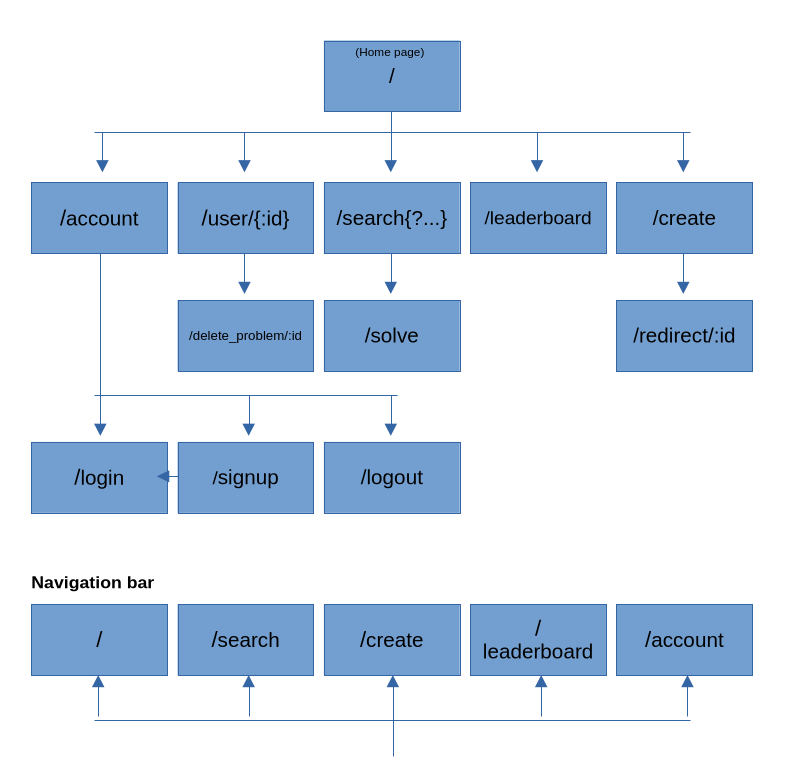 (Home page)
/
/account
/user/{:id}
/search{?...}
/leaderboard
/create
/delete_problem/:id
/solve
/redirect/:id
/login
/signup
/logout
Navigation bar
/
/search
/create
/
leaderboard
/account